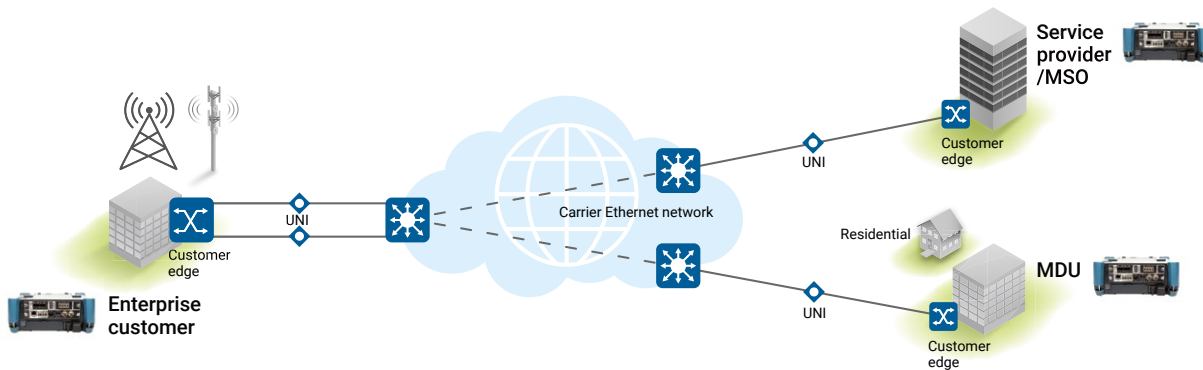 Service
provider
/MSO
Customer
edge
UNI
UNI
Carrier Ethernet network
Customer
edge
Enterprise
customer
Residential
MDU
UNI
Customer
edge